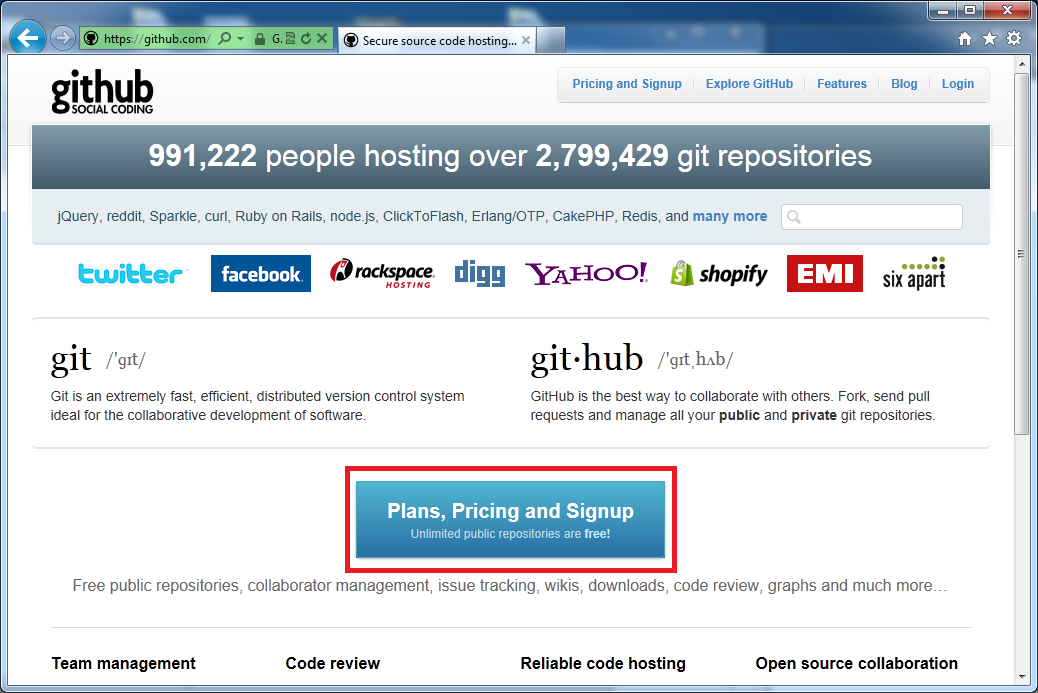 https://github.com/
G.
Secure source code hosting...
github
SOCIAL CODING
Pricing and Signup
Explore GitHub
Features
Blog
Login
991,222 people hosting over 2,799,429 git repositories
jQuery, reddit, Sparkle, curl, Ruby on Rails, node.js, ClickToFlash, Erlang/OTP, CakePHP, Redis, and many more
twitter
facebook.
rackspace.
HOSTING
digg
YAHOO!
shopify
EMI
six apart
git /'gɪt/
Git is an extremely fast, efficient, distributed version control system
ideal for the collaborative development of software.
git·hub /'gɪtˌhʌb/
GitHub is the best way to collaborate with others. Fork, send pull
requests and manage all your public and private git repositories.
Plans, Pricing and Signup
Unlimited public repositories are free!
Free public repositories, collaborator management, issue tracking, wikis, downloads, code review, graphs and much more…
Team management
Code review
Reliable code hosting
Open source collaboration